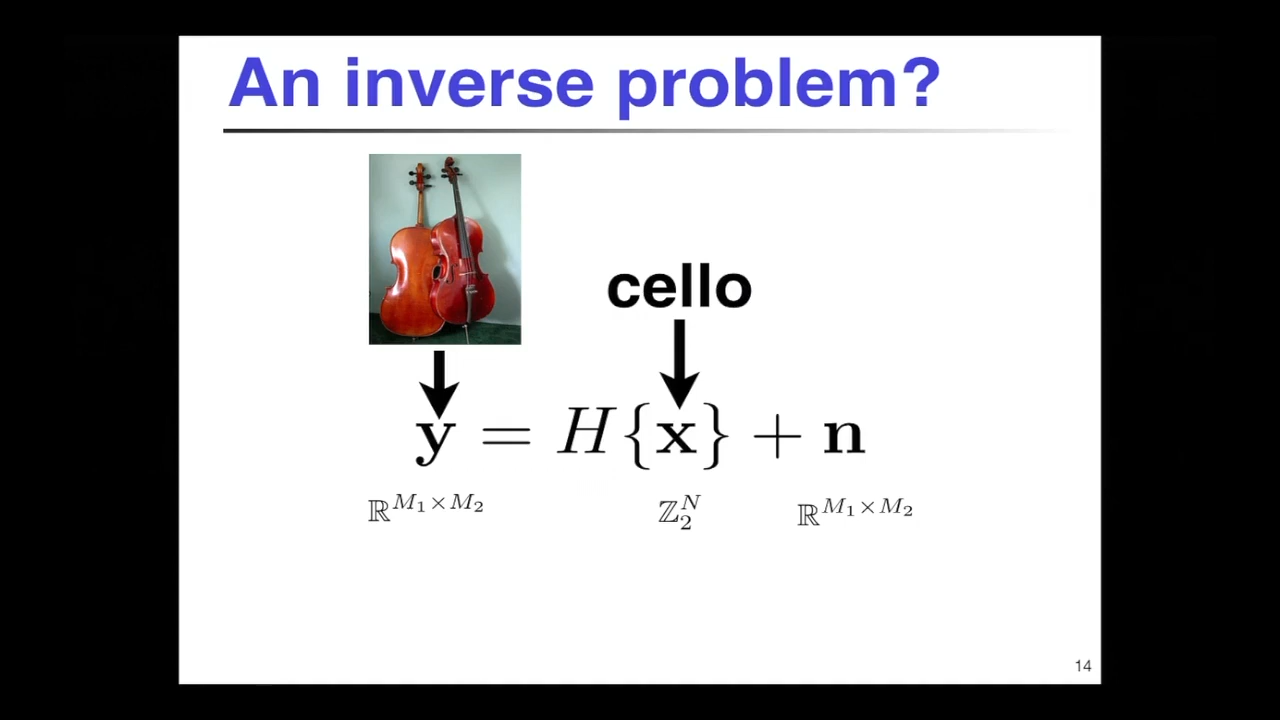 An inverse problem?
cello
y = H{x} + n
ℝ^{M₁×M₂} ℤ₂^N ℝ^{M₁×M₂}
14